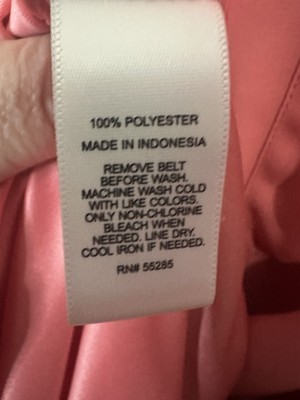 100% POLYESTER
MADE IN INDONESIA
REMOVE BELT
BEFORE WASH.
MACHINE WASH COLD
WITH LIKE COLORS.
ONLY NON-CHLORINE
BLEACH WHEN
NEEDED. LINE DRY.
COOL IRON IF NEEDED.
RN# 55285